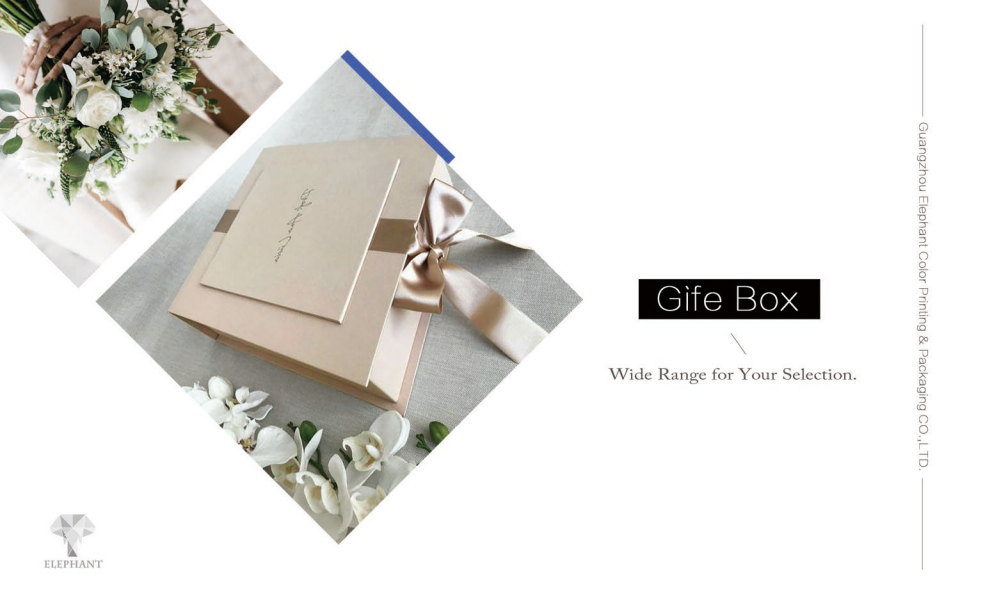 Gife Box
Wide Range for Your Selection.
Guangzhou Elephant Color Printing & Packaging CO.,LTD.
ELEPHANT